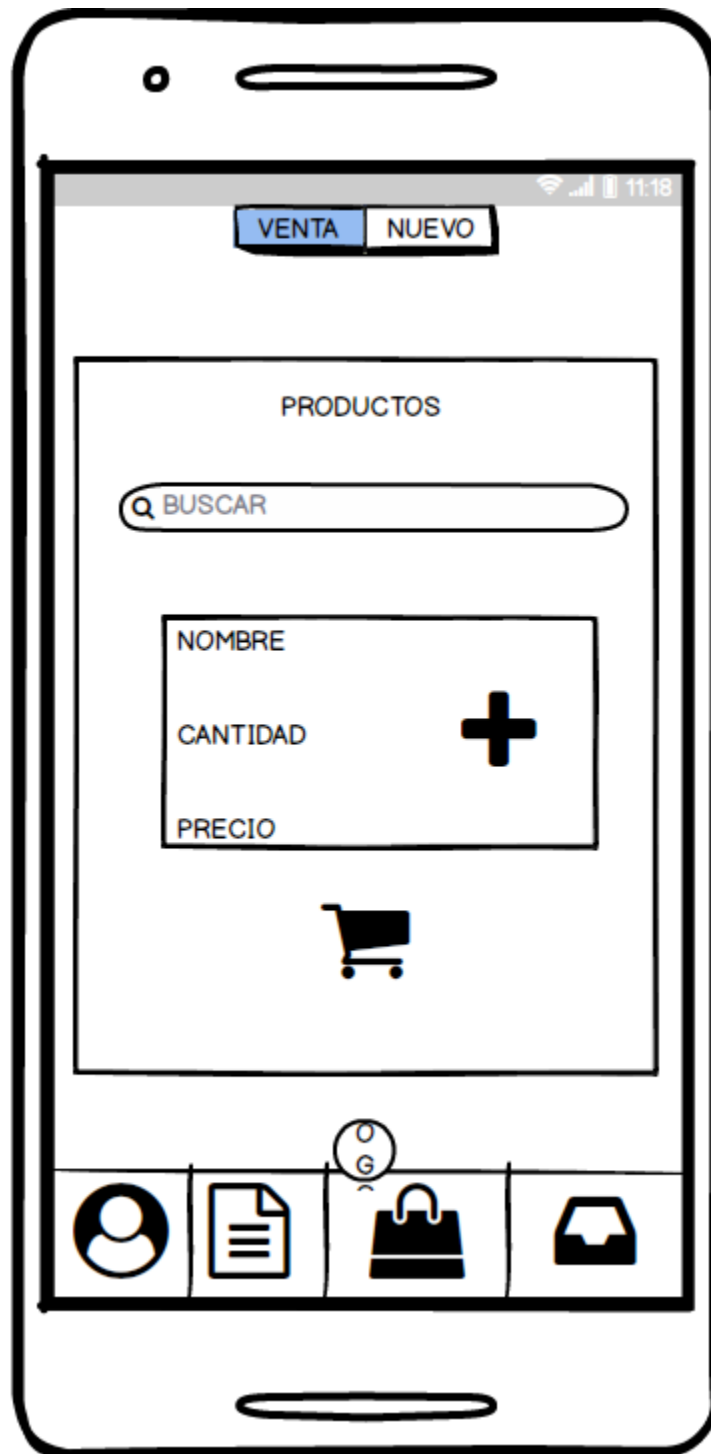 11:18
VENTA NUEVO
PRODUCTOS
BUSCAR
NOMBRE
CANTIDAD
PRECIO
O
G